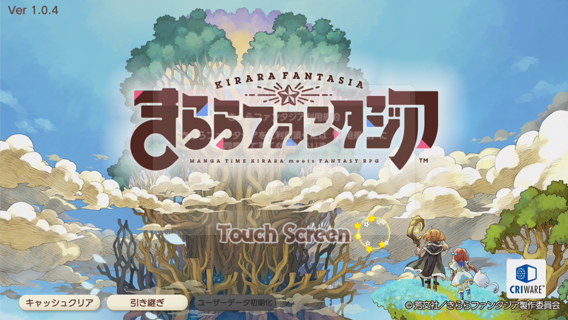 Ver 1.0.4
KIRARA FANTASIA
きららファンタジア
TM
MANGA TIME KIRARA meets FANTASY RPG
Touch Screen
CRIWARE
キャッシュクリア
引き継ぎ
ユーザーデータ初期化
©芳文社／きららファンタジア製作委員会